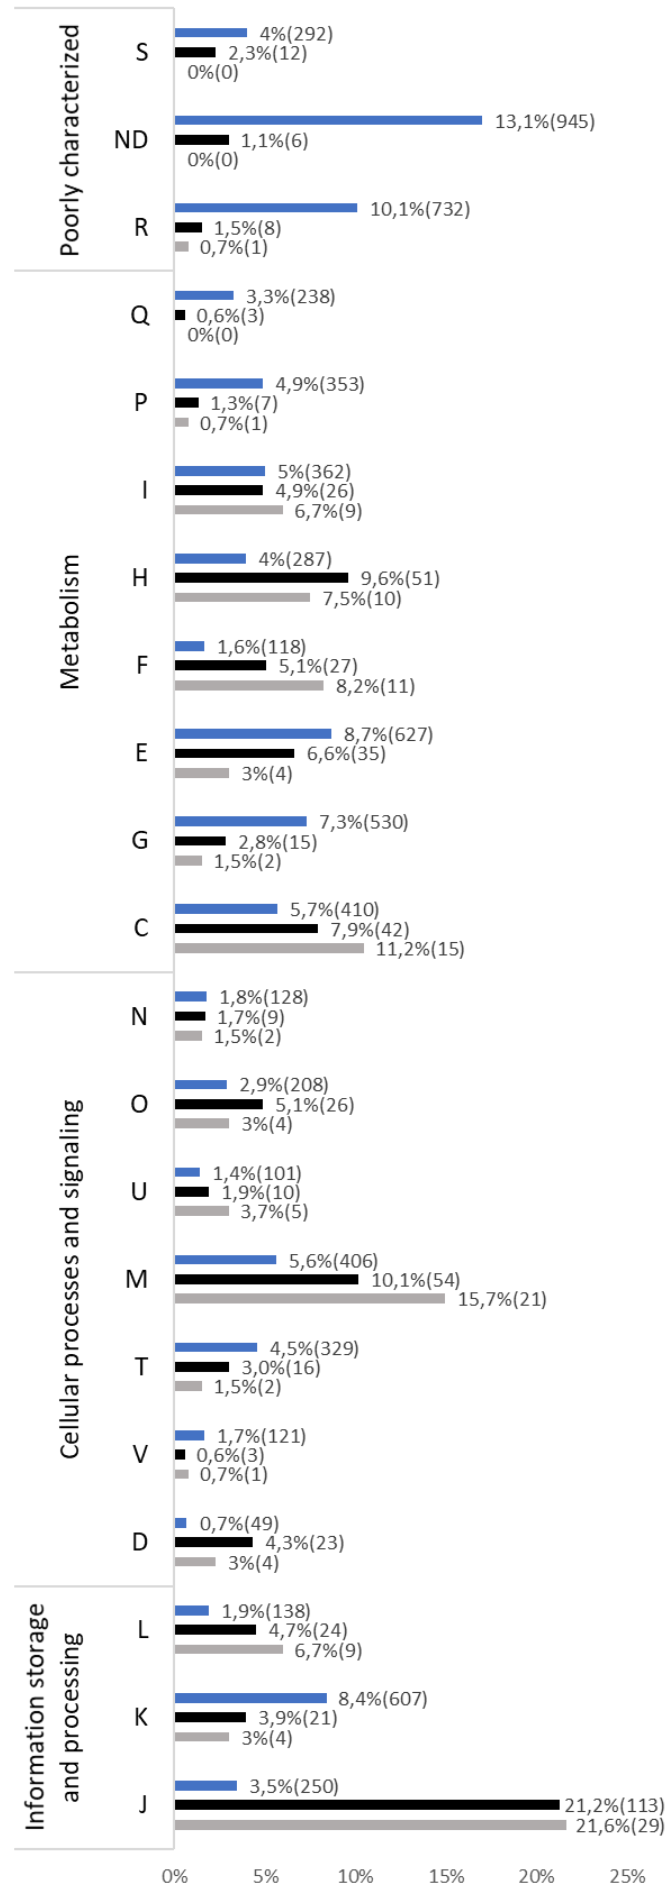 Poorly characterized
S
4%(292)
2,3%(12)
0%(0)
ND
13,1%(945)
1,1%(6)
0%(0)
R
10,1%(732)
1,5%(8)
0,7%(1)
Metabolism
Q
3,3%(238)
0,6%(3)
0%(0)
P
4,9%(353)
1,3%(7)
0,7%(1)
I
5%(362)
4,9%(26)
6,7%(9)
H
4%(287)
9,6%(51)
7,5%(10)
F
1,6%(118)
5,1%(27)
8,2%(11)
E
8,7%(627)
6,6%(35)
3%(4)
G
7,3%(530)
2,8%(15)
1,5%(2)
C
5,7%(410)
7,9%(42)
11,2%(15)
Cellular processes and signaling
N
1,8%(128)
1,7%(9)
1,5%(2)
O
2,9%(208)
5,1%(26)
3%(4)
U
1,4%(101)
1,9%(10)
3,7%(5)
M
5,6%(406)
10,1%(54)
15,7%(21)
T
4,5%(329)
3,0%(16)
1,5%(2)
V
1,7%(121)
0,6%(3)
0,7%(1)
D
0,7%(49)
4,3%(23)
3%(4)
Information storage
and processing
L
1,9%(138)
4,7%(24)
6,7%(9)
K
8,4%(607)
3,9%(21)
3%(4)
J
3,5%(250)
21,2%(113)
21,6%(29)
0% 5% 10% 15% 20% 25%